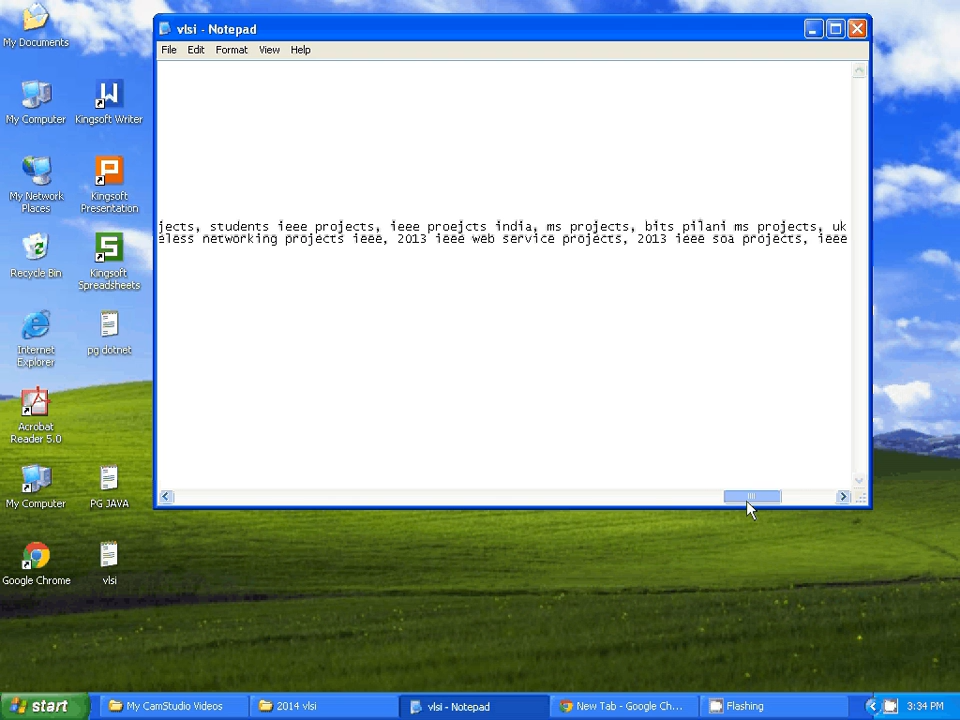 vlsi - Notepad
File Edit Format View Help
jects, students ieee projects, ieee proejcts india, ms projects, bits pilani ms projects, uk
eless networking projects ieee, 2013 ieee web service projects, 2013 ieee soa projects, ieee
My Documents
My Computer
Kingsoft Writer
My Network
Places
Kingsoft
Presentation
Recycle Bin
Kingsoft
Spreadsheets
Internet
Explorer
pg dotnet
Acrobat
Reader 5.0
My Computer
PG JAVA
Google Chrome
vlsi
start
My CamStudio Videos
2014 vlsi
vlsi - Notepad
New Tab - Google Ch...
Flashing
3:34 PM